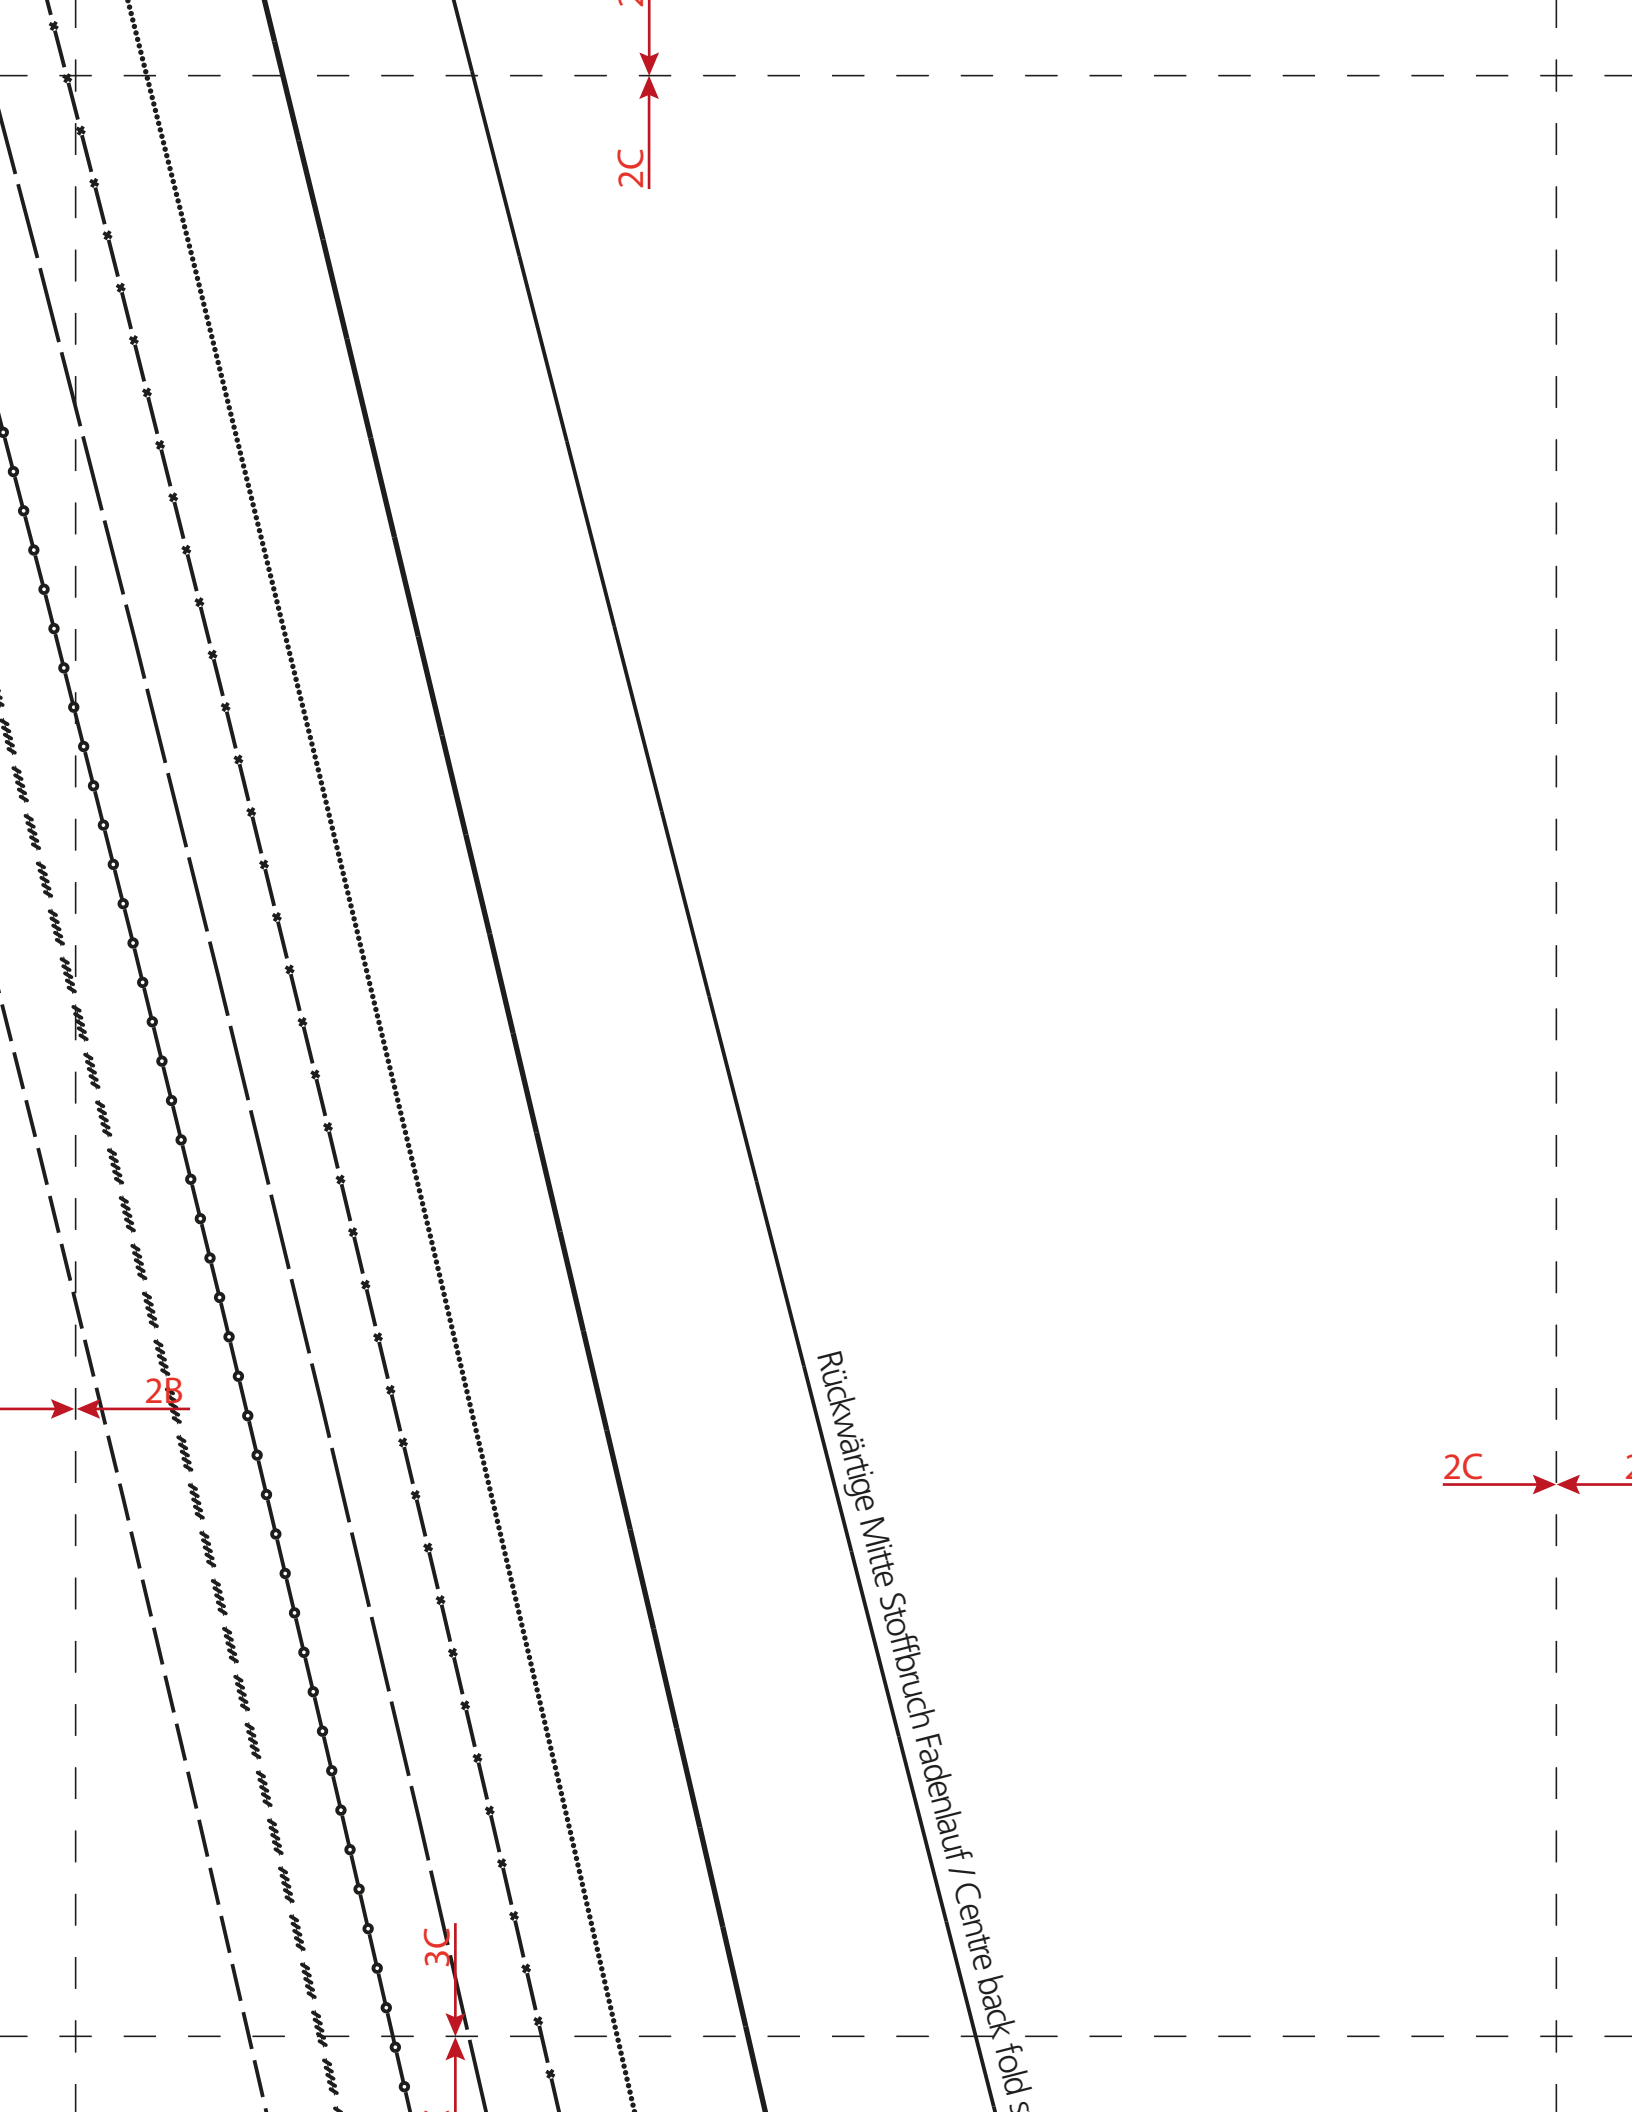 2C
2B
2C
3C
Rückwärtige Mitte Stoffbruch Fadenlauf / Centre back fold